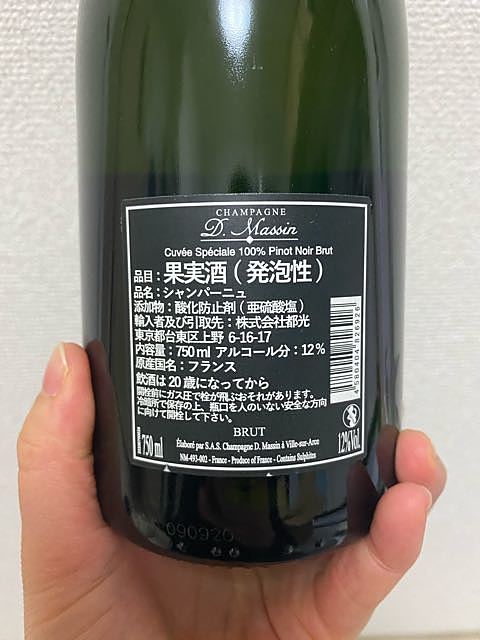 CHAMPAGNE
D. Massin
Cuvée Spéciale 100% Pinot Noir Brut
品目：果実酒（発泡性）
品名：シャンパーニュ
添加物：酸化防止剤（亜硫酸塩）
輸入者及び引取先：株式会社都光
東京都台東区上野 6-16-17
内容量：750ml アルコール分：12%
原産国名：フランス
飲酒は20歳になってから
開栓前にガス圧で栓が飛ぶおそれがあります。
冷暗所で保存の上、瓶口を人のいない安全な方向
に向けて開栓して下さい。
4580404826926
BRUT
750 ml
12%Vol.
Élaboré par S.A.S. Champagne D. Massin à Ville-sur-Arce
NM-493-002 - France - Produce of France - Contains Sulphites
090920